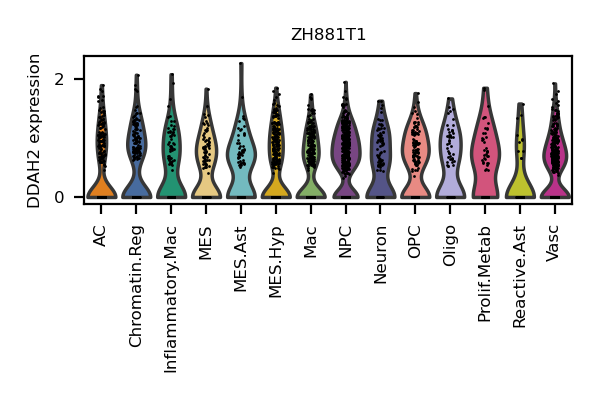 ZH881T1
DDAH2 expression
2
0
AC
Chromatin.Reg
Inflammatory.Mac
MES
MES.Ast
MES.Hyp
Mac
NPC
Neuron
OPC
Oligo
Prolif.Metab
Reactive.Ast
Vasc